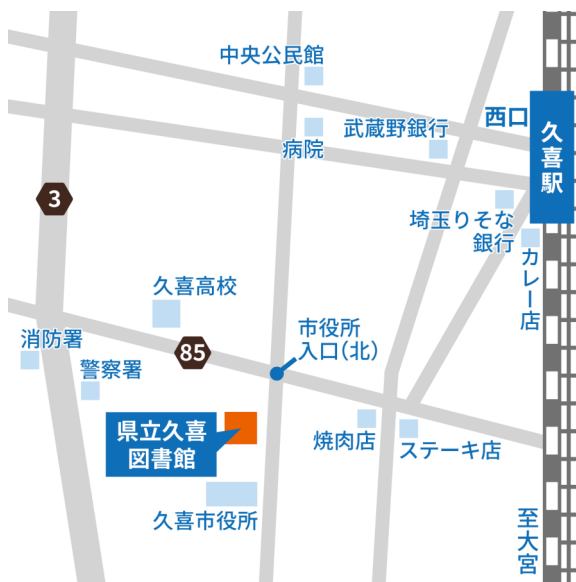 中央公民館
西口
久喜駅
武蔵野銀行
病院
3
埼玉りそな
銀行
カレー店
久喜高校
市役所
入口(北)
消防署
85
警察署
県立久喜
図書館
焼肉店
ステーキ店
久喜市役所
至大宮